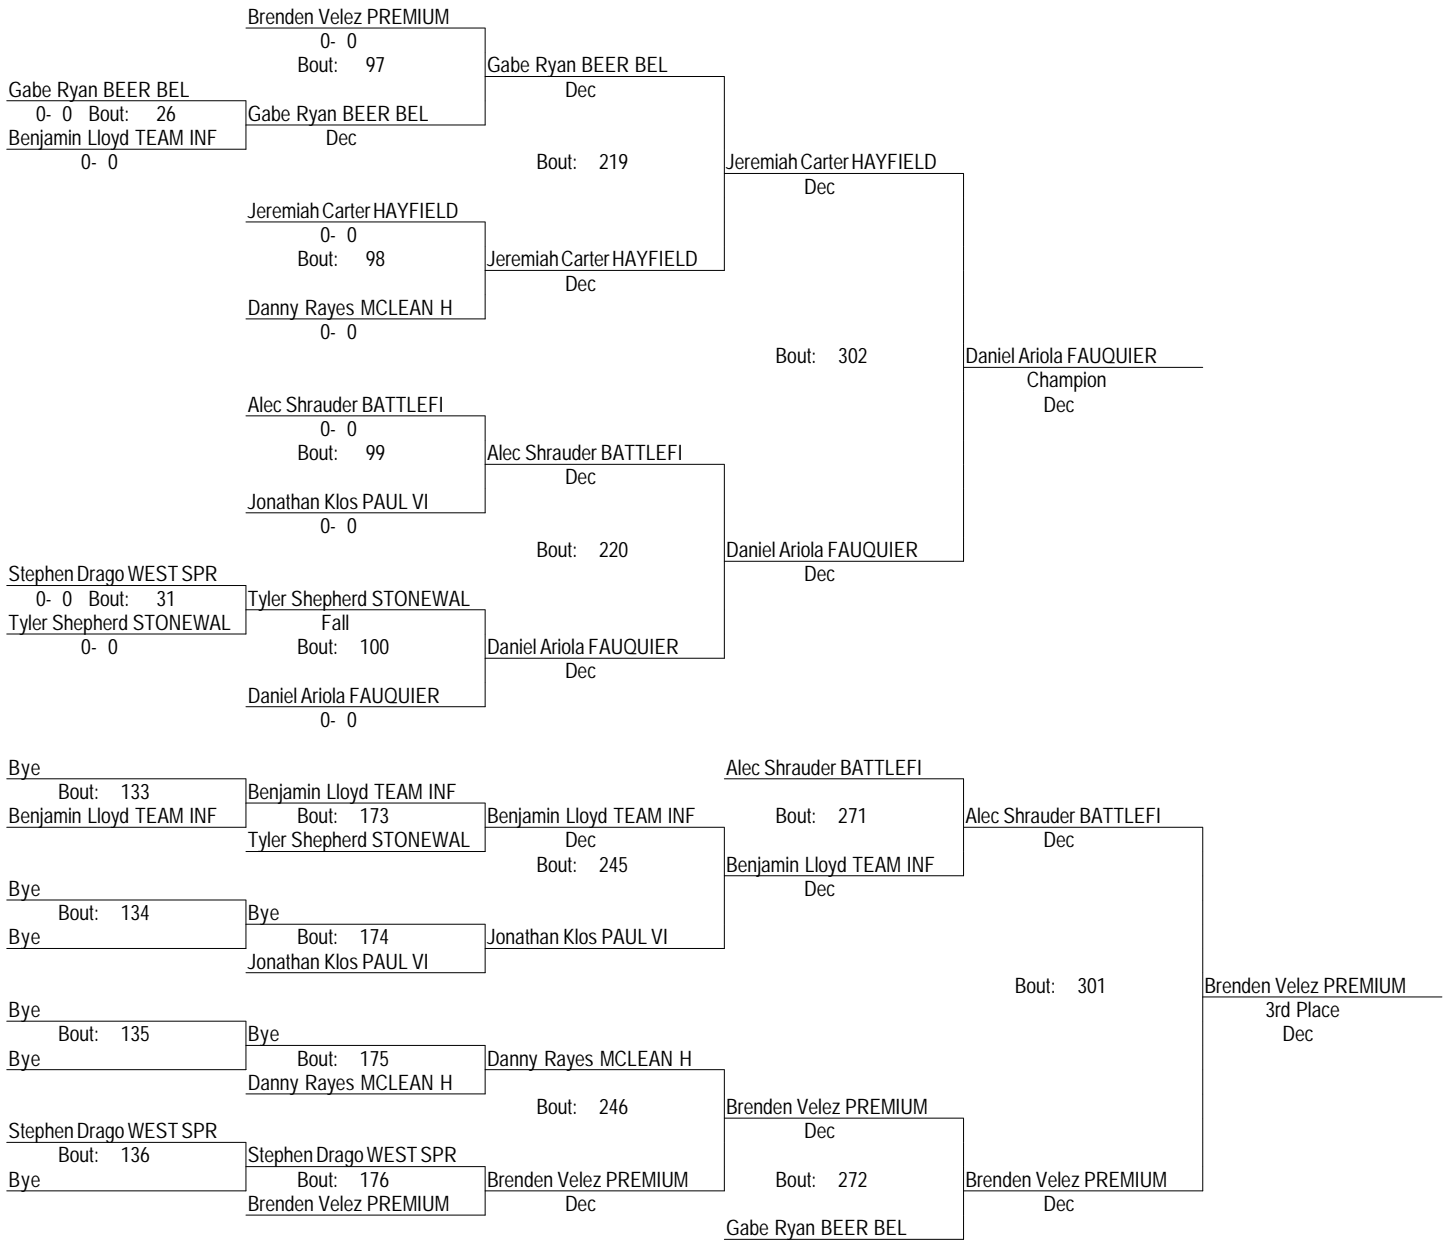 Brenden Velez PREMIUM
0- 0
Bout: 97
Gabe Ryan BEER BEL
Dec
Gabe Ryan BEER BEL
0- 0 Bout: 26
Gabe Ryan BEER BEL
Benjamin Lloyd TEAM INF
Dec
0- 0
Bout: 219
Jeremiah Carter HAYFIELD
Dec
Jeremiah Carter HAYFIELD
0- 0
Bout: 98
Jeremiah Carter HAYFIELD
Dec
Danny Rayes MCLEAN H
0- 0
Bout: 302
Daniel Ariola FAUQUIER
Champion
Dec
Alec Shrauder BATTLEFI
0- 0
Bout: 99
Alec Shrauder BATTLEFI
Dec
Jonathan Klos PAUL VI
0- 0
Bout: 220
Daniel Ariola FAUQUIER
Dec
Stephen Drago WEST SPR
0- 0 Bout: 31
Tyler Shepherd STONEWAL
Tyler Shepherd STONEWAL
Fall
0- 0
Bout: 100
Daniel Ariola FAUQUIER
Dec
Daniel Ariola FAUQUIER
0- 0
Bye
Alec Shrauder BATTLEFI
Bout: 133
Benjamin Lloyd TEAM INF
Benjamin Lloyd TEAM INF
Bout: 173
Benjamin Lloyd TEAM INF
Bout: 271
Alec Shrauder BATTLEFI
Tyler Shepherd STONEWAL
Dec
Dec
Bout: 245
Benjamin Lloyd TEAM INF
Dec
Bye
Bout: 134
Bye
Bye
Bout: 174
Jonathan Klos PAUL VI
Jonathan Klos PAUL VI
Bout: 301
Brenden Velez PREMIUM
3rd Place
Dec
Bye
Bout: 135
Bye
Bye
Bout: 175
Danny Rayes MCLEAN H
Danny Rayes MCLEAN H
Bout: 246
Brenden Velez PREMIUM
Dec
Stephen Drago WEST SPR
Bout: 136
Stephen Drago WEST SPR
Bye
Bout: 176
Brenden Velez PREMIUM
Bout: 272
Brenden Velez PREMIUM
Brenden Velez PREMIUM
Dec
Dec
Gabe Ryan BEER BEL